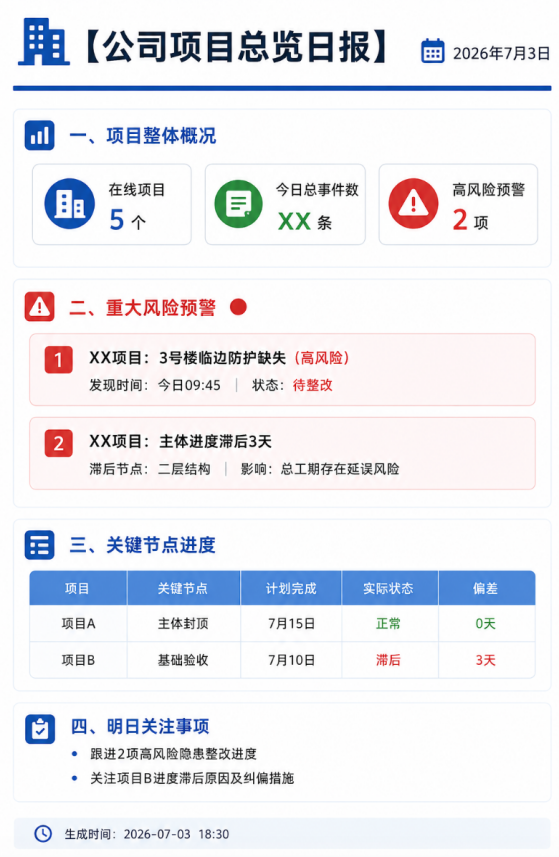 【公司项目总览日报】
2026年7月3日
一、项目整体概况
在线项目
5 个
今日总事件数
XX 条
高风险预警
2 项
二、重大风险预警
1
XX项目：3号楼临边防护缺失（高风险）
发现时间：今日09:45 ｜ 状态：待整改
2
XX项目：主体进度滞后3天
滞后节点：二层结构 ｜ 影响：总工期存在延误风险
三、关键节点进度
项目 关键节点 计划完成 实际状态 偏差
项目A 主体封顶 7月15日 正常 0天
项目B 基础验收 7月10日 滞后 3天
四、明日关注事项
• 跟进2项高风险隐患整改进度
• 关注项目B进度滞后原因及纠偏措施
生成时间：2026-07-03 18:30